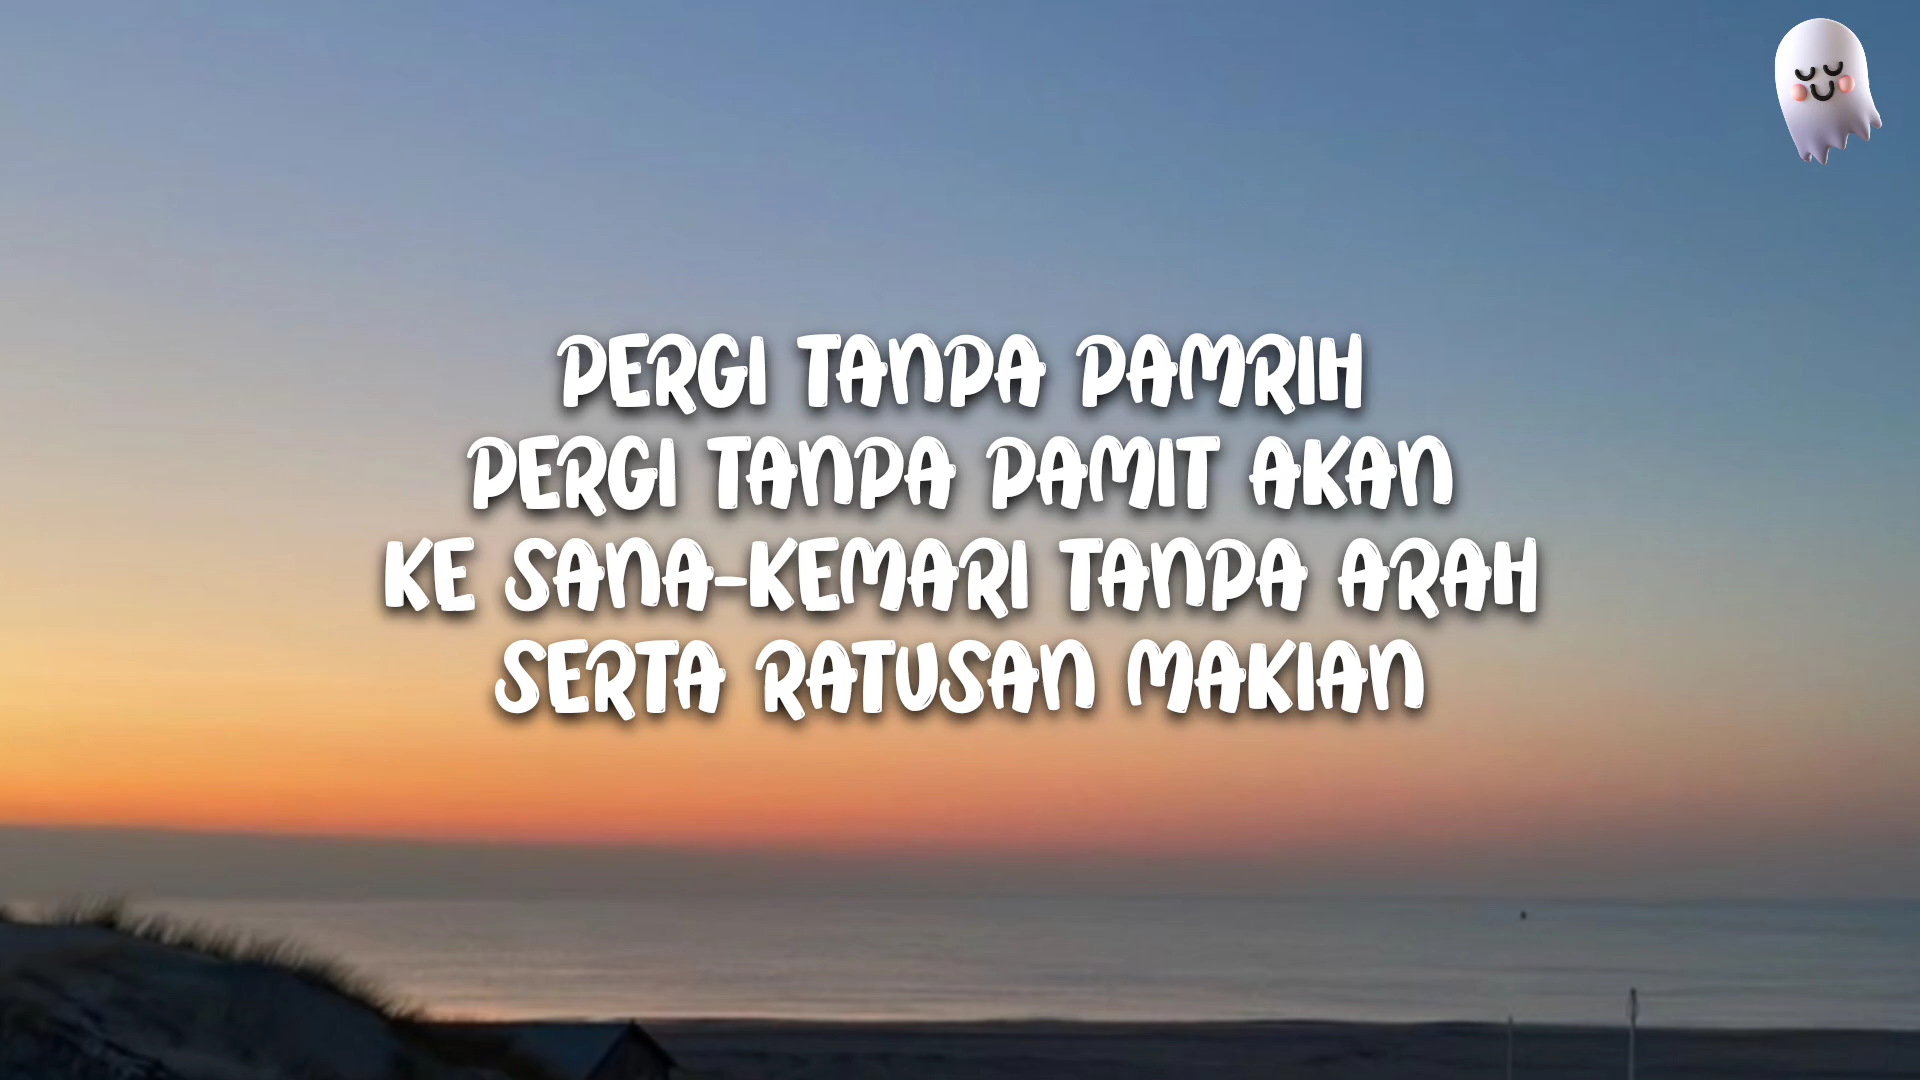 PERGI TANPA PAMRIH
PERGI TANPA PAMIT AKAN
KE SANA-KEMARI TANPA ARAH
SERTA RATUSAN MAKIAN